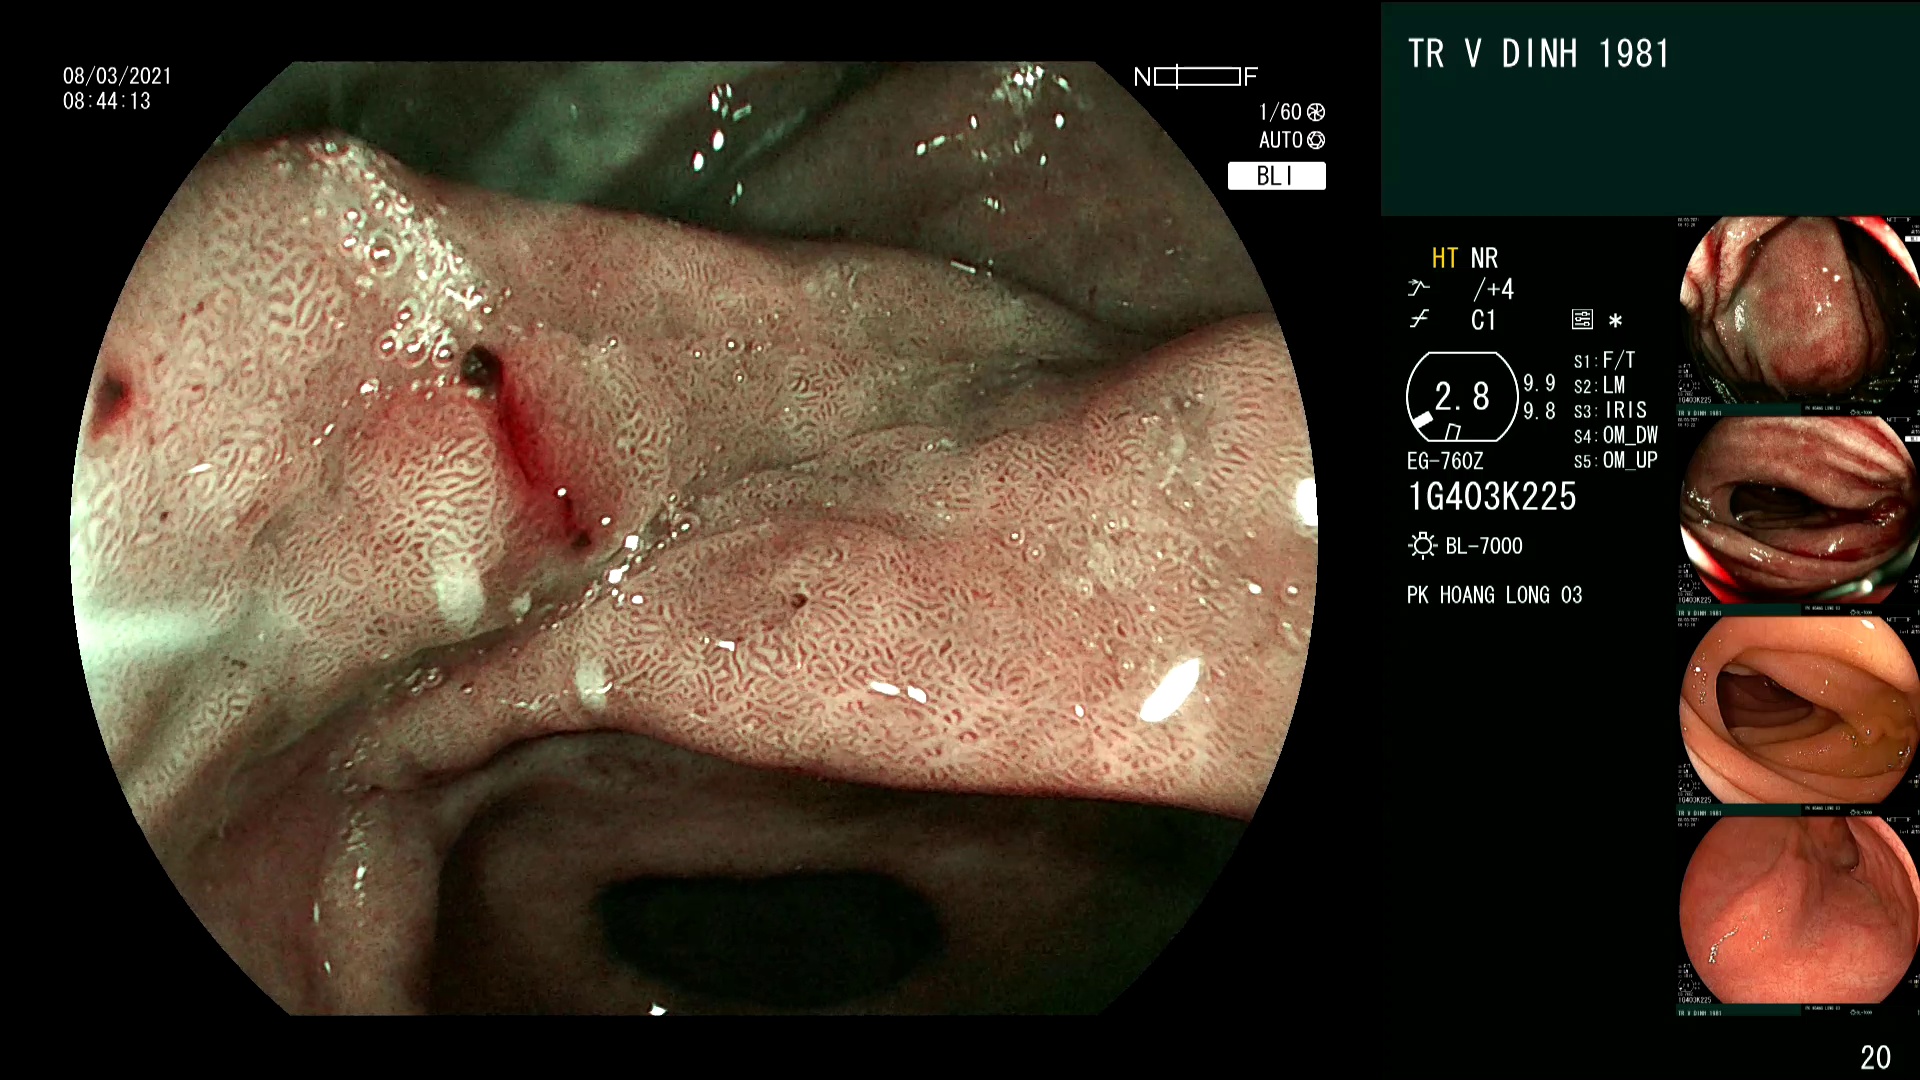 08/03/2021
08:44:13
N F
1/60
AUTO
BLI
TR V DINH 1981
HT NR
/+4
C1 *
2.8
9.9
9.8
S1:F/T
S2:LM
S3:IRIS
S4:OM_DW
S5:OM_UP
EG-760Z
1G403K225
BL-7000
PK HOANG LONG 03
20